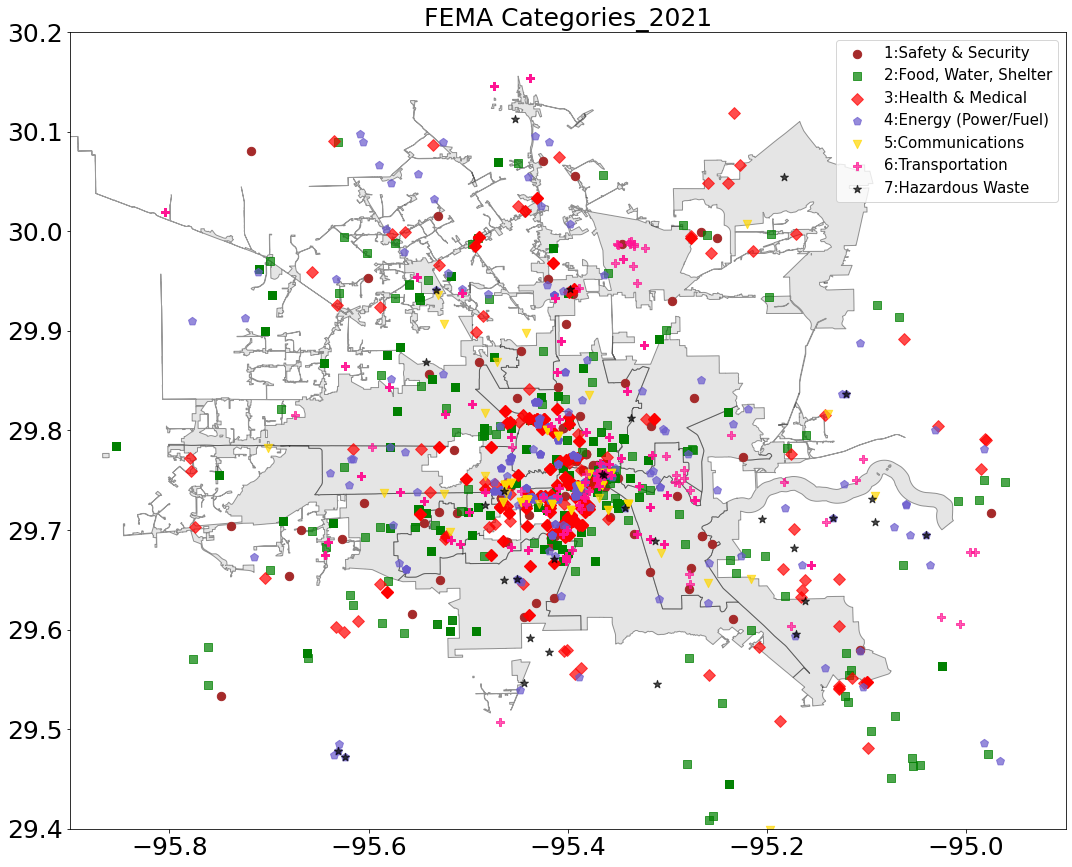 FEMA Categories_2021
30.2
30.1
30.0
29.9
29.8
29.7
29.6
29.5
29.4
1:Safety & Security
2:Food, Water, Shelter
3:Health & Medical
4:Energy (Power/Fuel)
5:Communications
6:Transportation
7:Hazardous Waste
−95.8 −95.6 −95.4 −95.2 −95.0